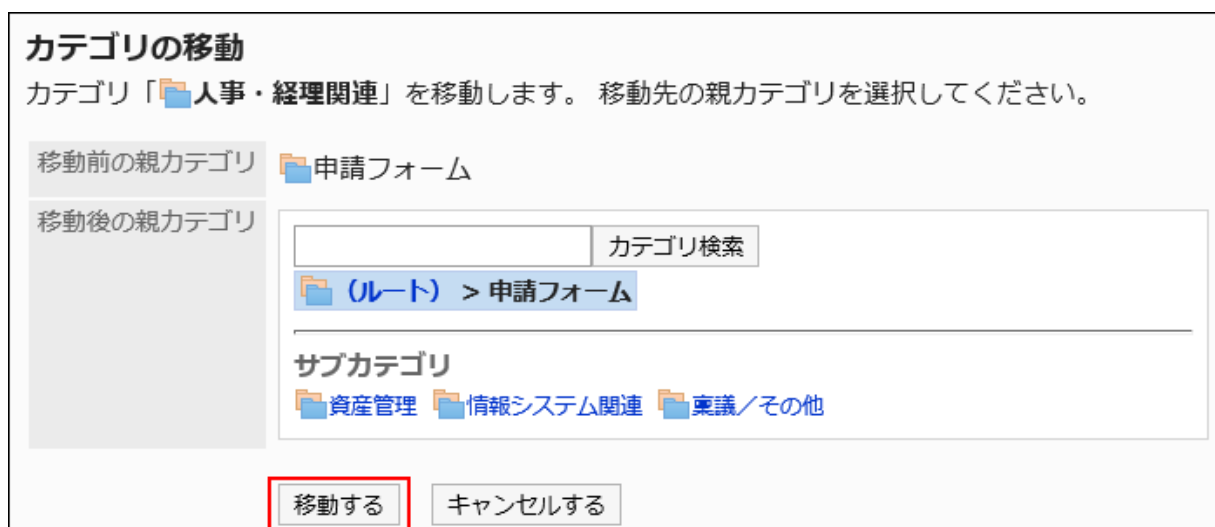 カテゴリの移動
カテゴリ「人事・経理関連」を移動します。 移動先の親カテゴリを選択してください。
移動前の親カテゴリ 申請フォーム
移動後の親カテゴリ
カテゴリ検索
（ルート） > 申請フォーム
サブカテゴリ
資産管理 情報システム関連 稟議／その他
移動する キャンセルする